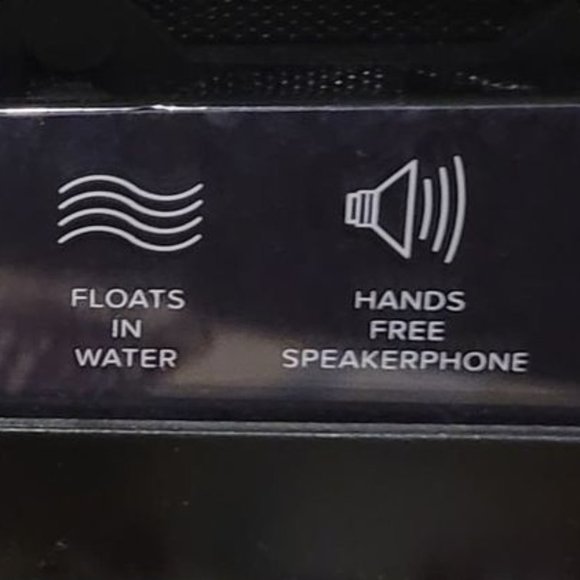 FLOATS
IN
WATER
HANDS
FREE
SPEAKERPHONE